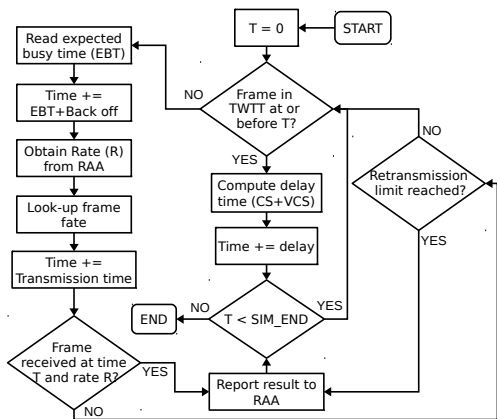 START
T = 0
Frame in
TWTT at or
before T?
NO
YES
Read expected
busy time (EBT)
Time +=
EBT+Back off
Obtain Rate (R)
from RAA
Look-up frame
fate
Time +=
Transmission time
Frame
received at time
T and rate R?
YES
NO
Compute delay
time (CS+VCS)
Time += delay
T < SIM_END
NO
YES
END
Report result to
RAA
Retransmission
limit reached?
NO
YES